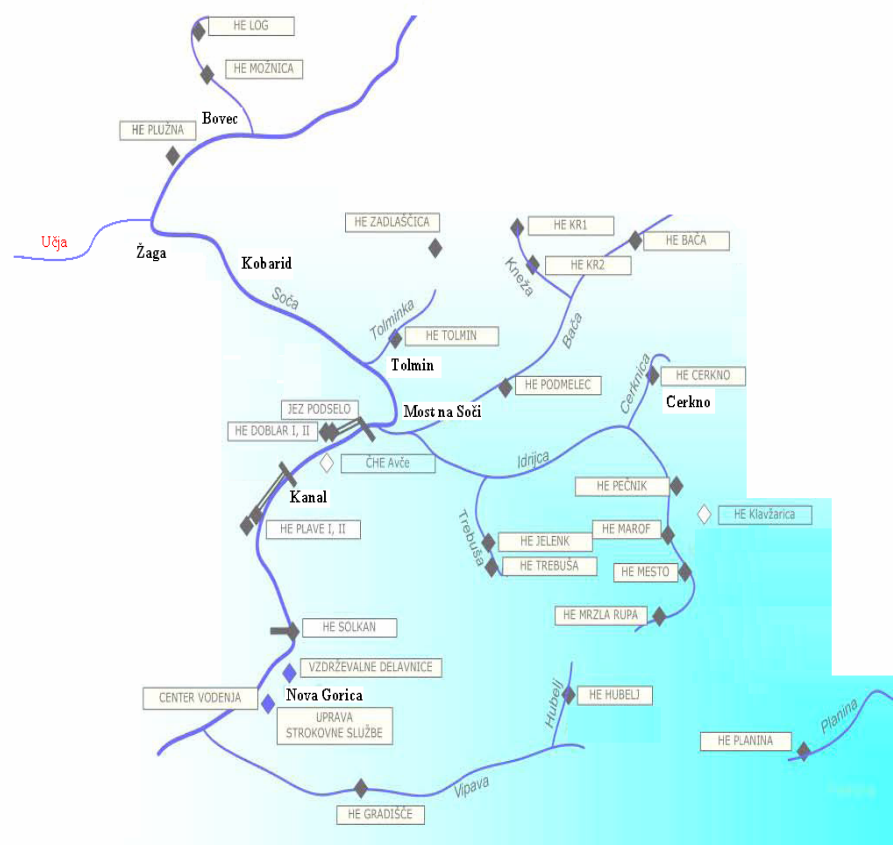 HE LOG
HE MOŽNICA
Bovec
HE PLUŽNA
Učja
Žaga
Kobarid
Soča
HE ZADLAŠČICA
HE KR1
HE KR2
HE BAČA
Kneža
Bača
Tolminka
HE TOLMIN
Tolmin
HE PODMELEC
Cerknica
HE CERKNO
Cerkno
JEZ PODSELO
Most na Soči
HE DOBLAR I, II
ČHE Avče
Idrijca
Kanal
HE PEČNIK
HE Klavžarica
HE PLAVE I, II
Trebuša
HE JELENK
HE MAROF
HE TREBUŠA
HE MESTO
HE MRZLA RUPA
HE SOLKAN
VZDRŽEVALNE DELAVNICE
CENTER VODENJA
Nova Gorica
UPRAVA
STROKOVNE SLUŽBE
Hubelj
HE HUBELJ
Planina
HE PLANINA
Vipava
HE GRADIŠČE